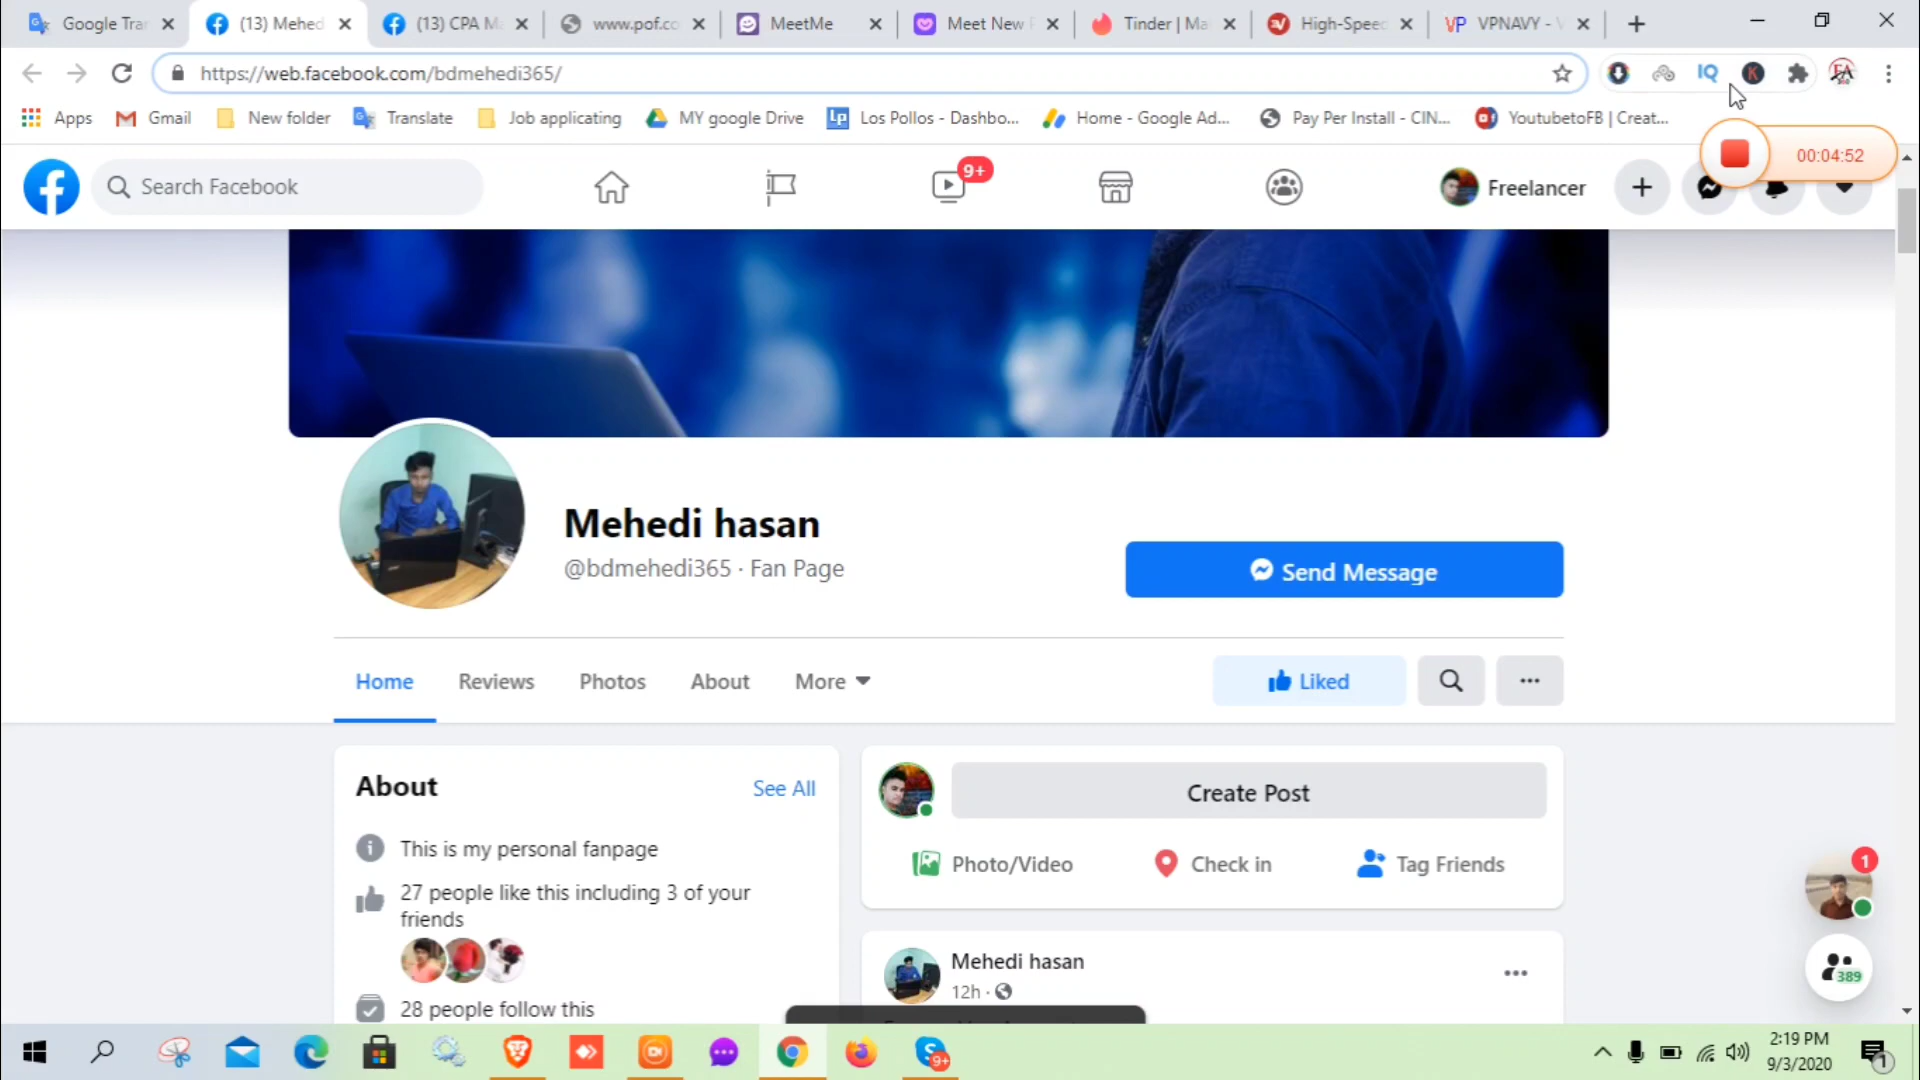 Google Tra
(13) Mehed
(13) CPA M
www.pof.co
MeetMe
Meet New
Tinder | Ma
High-Speed
VPNAVY -
https://web.facebook.com/bdmehedi365/
IQ
K
Apps
Gmail
New folder
Translate
Job applicating
MY google Drive
Lp
Los Pollos - Dashbo...
Home - Google Ad...
Pay Per Install - CIN...
YoutubetoFB | Creat...
00:04:52
Search Facebook
9+
Freelancer
Mehedi hasan
@bdmehedi365 · Fan Page
Send Message
Home
Reviews
Photos
About
More
Liked
About
See All
This is my personal fanpage
27 people like this including 3 of your
friends
28 people follow this
Create Post
Photo/Video
Check in
Tag Friends
Mehedi hasan
12h ·
1
389
9+
2:19 PM
9/3/2020
1